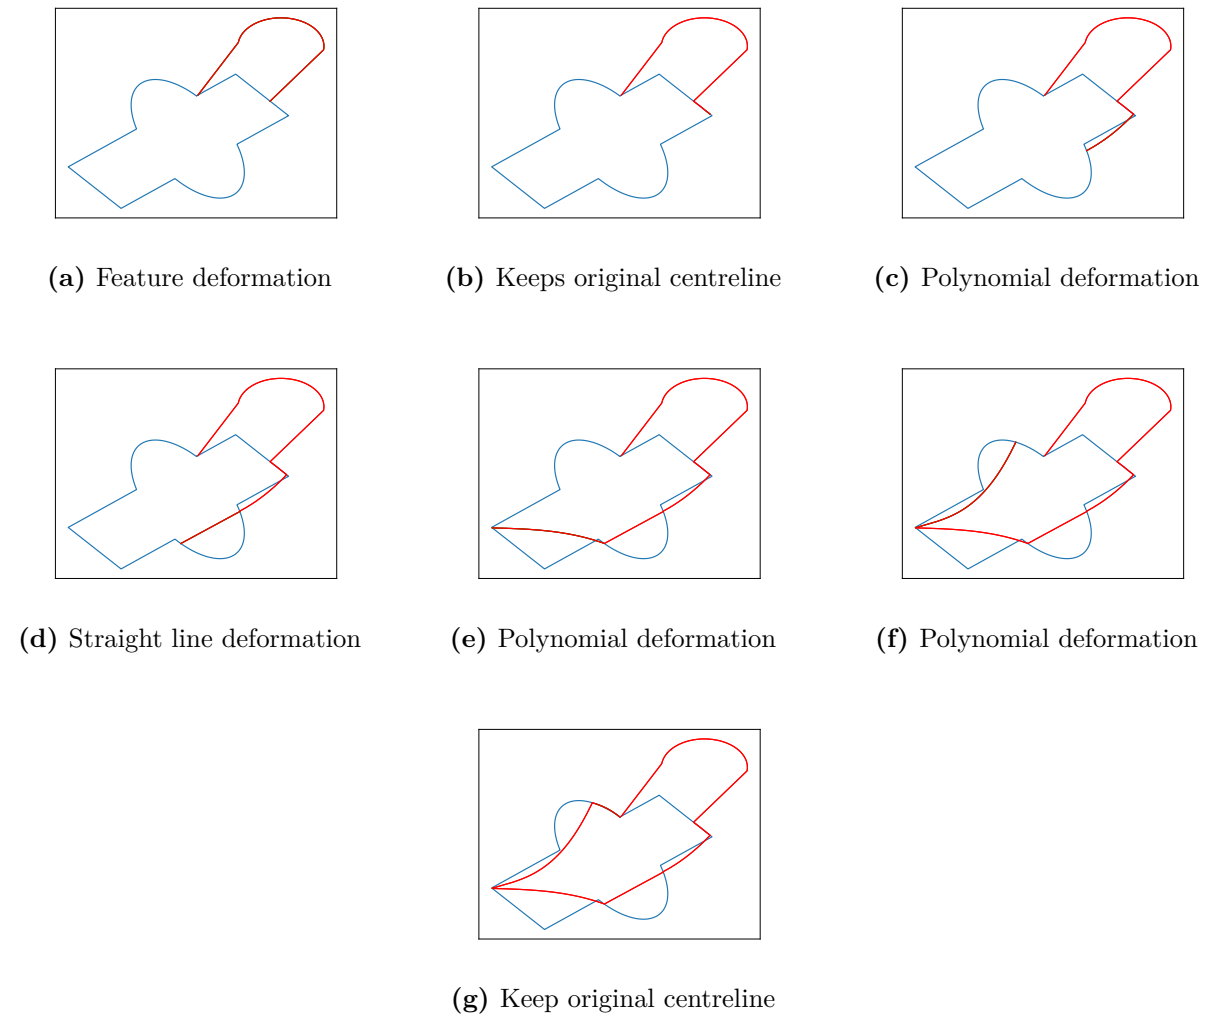 (a) Feature deformation
(b) Keeps original centreline
(c) Polynomial deformation
(d) Straight line deformation
(e) Polynomial deformation
(f) Polynomial deformation
(g) Keep original centreline